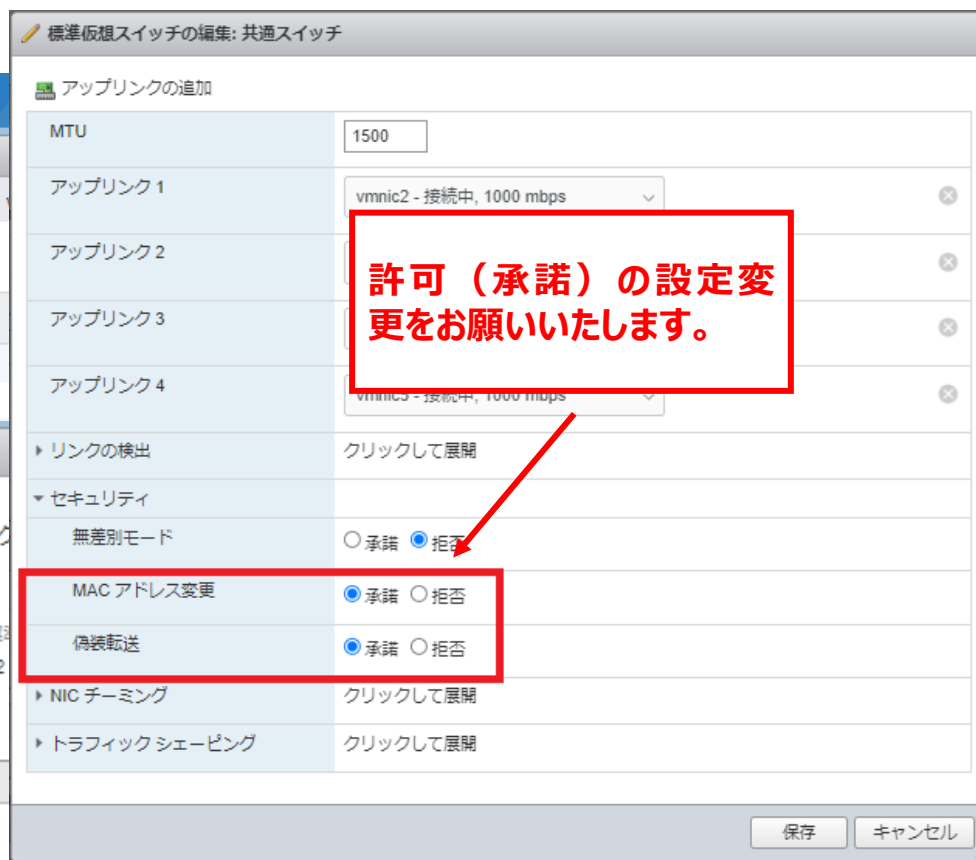 標準仮想スイッチの編集: 共通スイッチ
アップリンクの追加
MTU 1500
アップリンク 1 vmnic2 - 接続中, 1000 mbps
許可（承諾）の設定変
更をお願いいたします。
アップリンク 2
アップリンク 3
アップリンク 4 vmnic5 - 接続中, 1000 mbps
リンクの検出 クリックして展開
セキュリティ
無差別モード 承諾 拒否
MAC アドレス変更 承諾 拒否
偽装転送 承諾 拒否
NIC チーミング クリックして展開
トラフィック シェーピング クリックして展開
保存 キャンセル